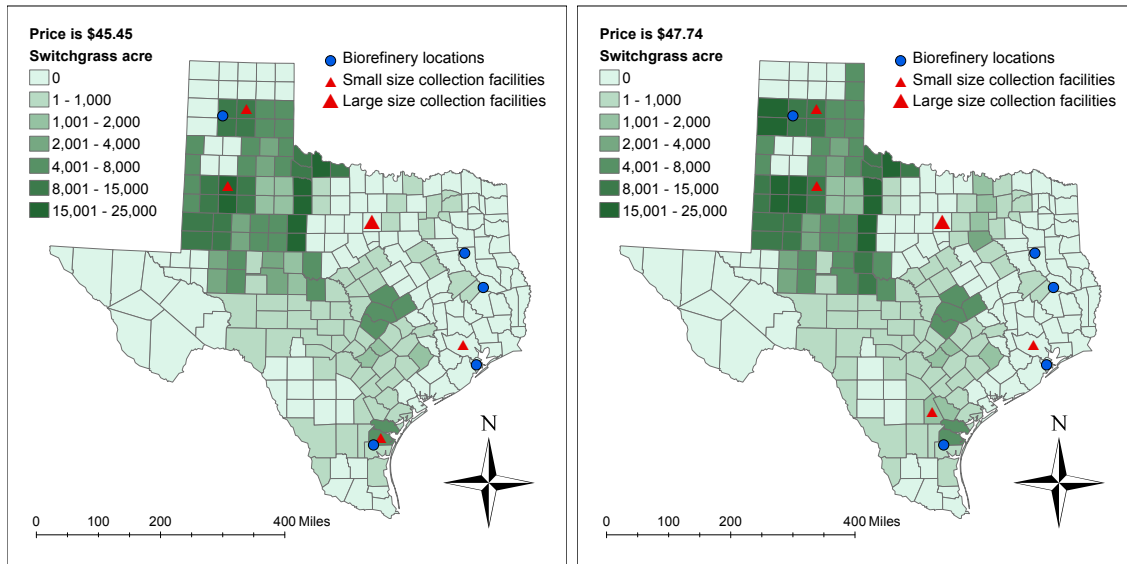 Price is $45.45
Switchgrass acre
0
1 - 1,000
1,001 - 2,000
2,001 - 4,000
4,001 - 8,000
8,001 - 15,000
15,001 - 25,000
Biorefinery locations
Small size collection facilities
Large size collection facilities
N
0 100 200 400 Miles
Price is $47.74
Switchgrass acre
0
1 - 1,000
1,001 - 2,000
2,001 - 4,000
4,001 - 8,000
8,001 - 15,000
15,001 - 25,000
Biorefinery locations
Small size collection facilities
Large size collection facilities
N
0 100 200 400 Miles